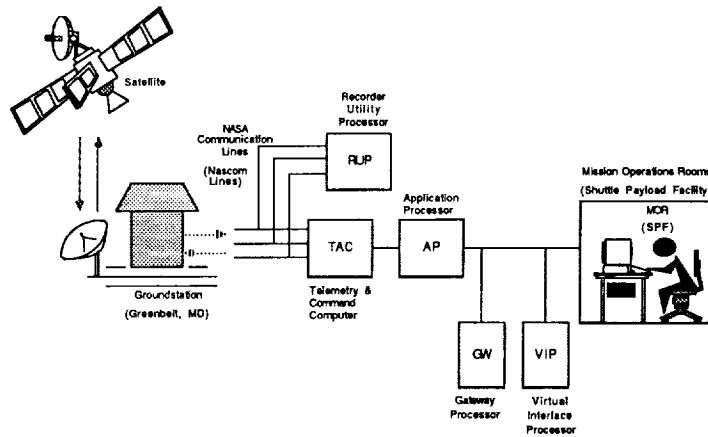 Satellite
NASA
Communication
Lines
(Nascom
Lines)
Recorder
Utility
Processor
RUP
Groundstation
(Greenbelt, MD)
TAC
Telemetry &
Command
Computer
Application
Processor
AP
Mission Operations Rooms
(Shuttle Payload Facility
MOR
(SPF)
GW
Gateway
Processor
VIP
Virtual
Interface
Processor